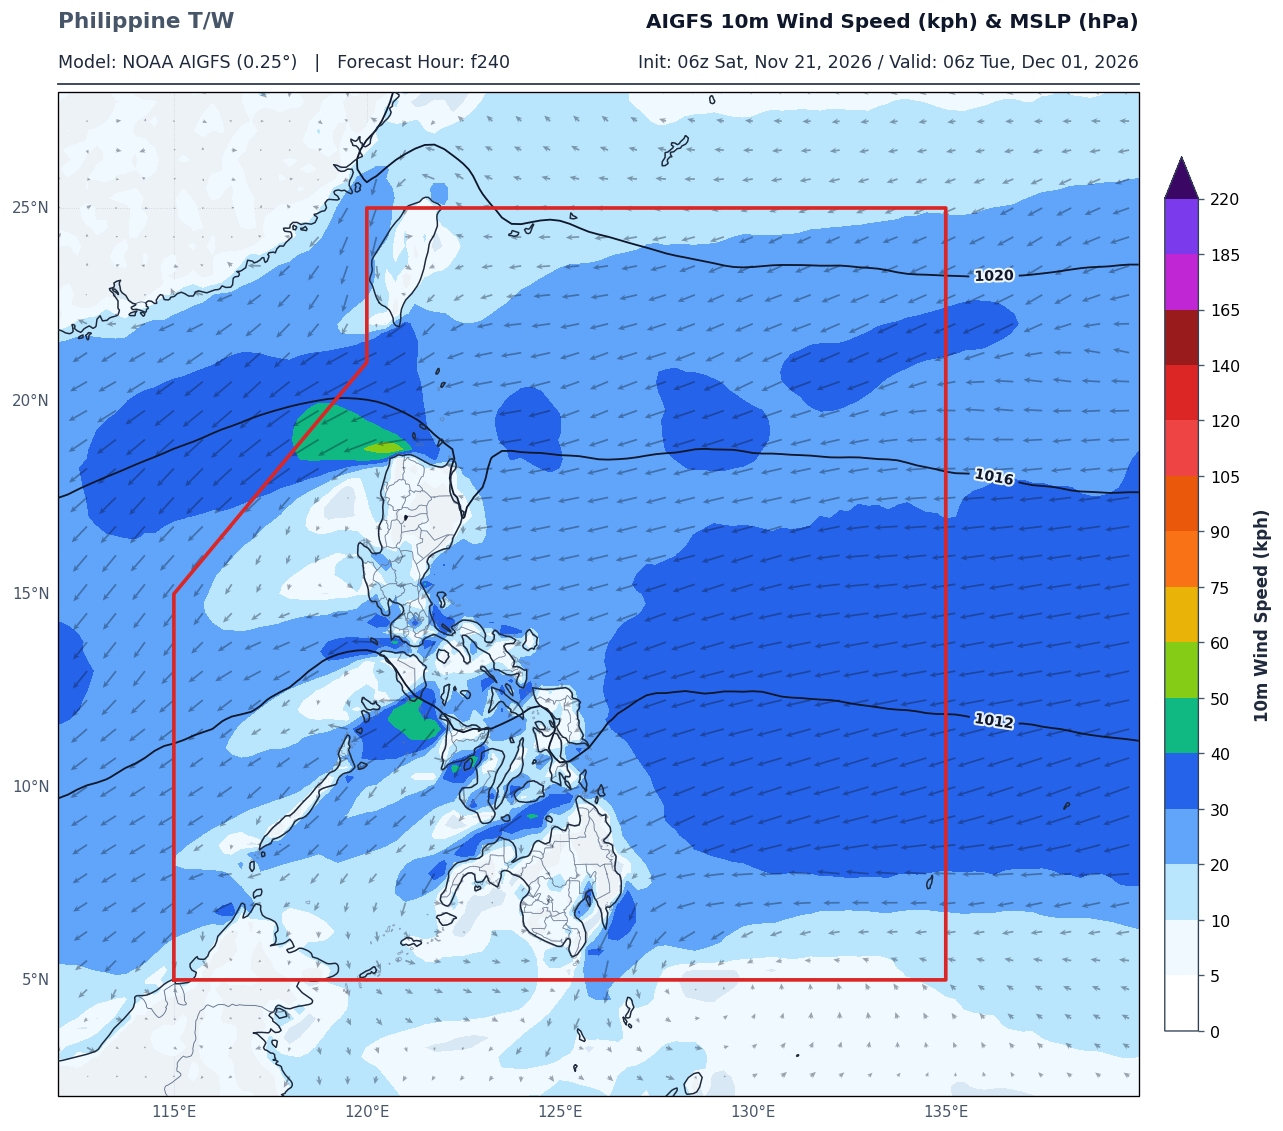 Philippine T/W
AIGFS 10m Wind Speed (kph) & MSLP (hPa)
Model: NOAA AIGFS (0.25°) | Forecast Hour: f240
Init: 06z Sat, Nov 21, 2026 / Valid: 06z Tue, Dec 01, 2026
25°N
20°N
15°N
10°N
5°N
115°E
120°E
125°E
130°E
135°E
1020
1016
1012
220
185
165
140
120
105
90
75
60
50
40
30
20
10
5
0
10m Wind Speed (kph)